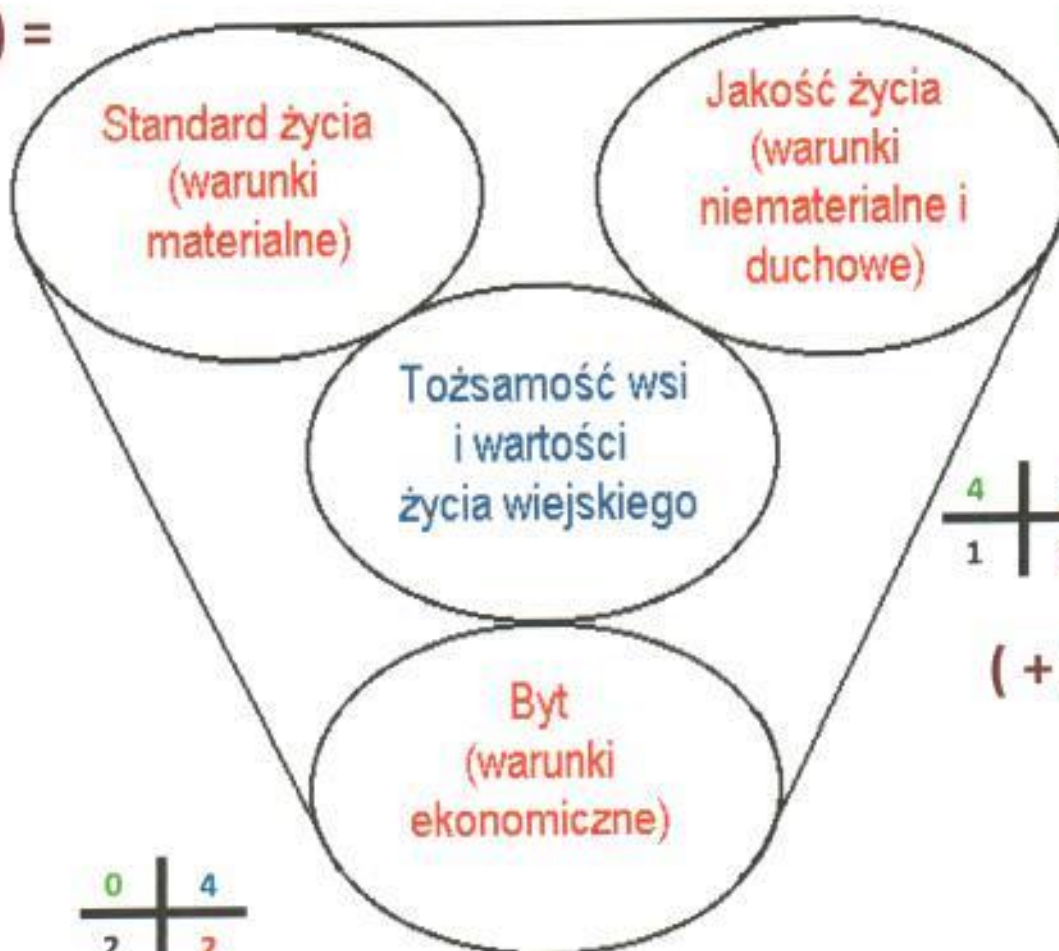 ) =
Standard życia
(warunki
materialne)
Jakość życia
(warunki
niematerialne i
duchowe)
Tożsamość wsi
i wartości
życia wiejskiego
4
1
( +
Byt
(warunki
ekonomiczne)
0 4
2 2